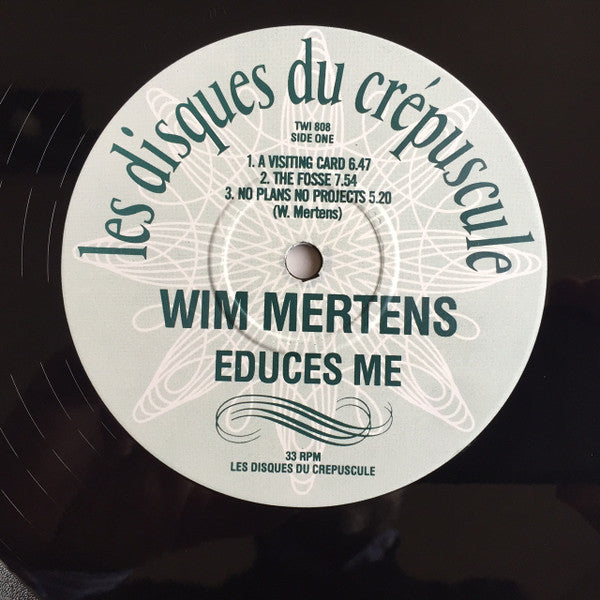 les disques du crépuscule
TWI 808
SIDE ONE
1. A VISITING CARD 6.47
2. THE FOSSE 7.54
3. NO PLANS NO PROJECTS 5.20
(W. Mertens)
WIM MERTENS
EDUCES ME
33 RPM
LES DISQUES DU CREPUSCULE